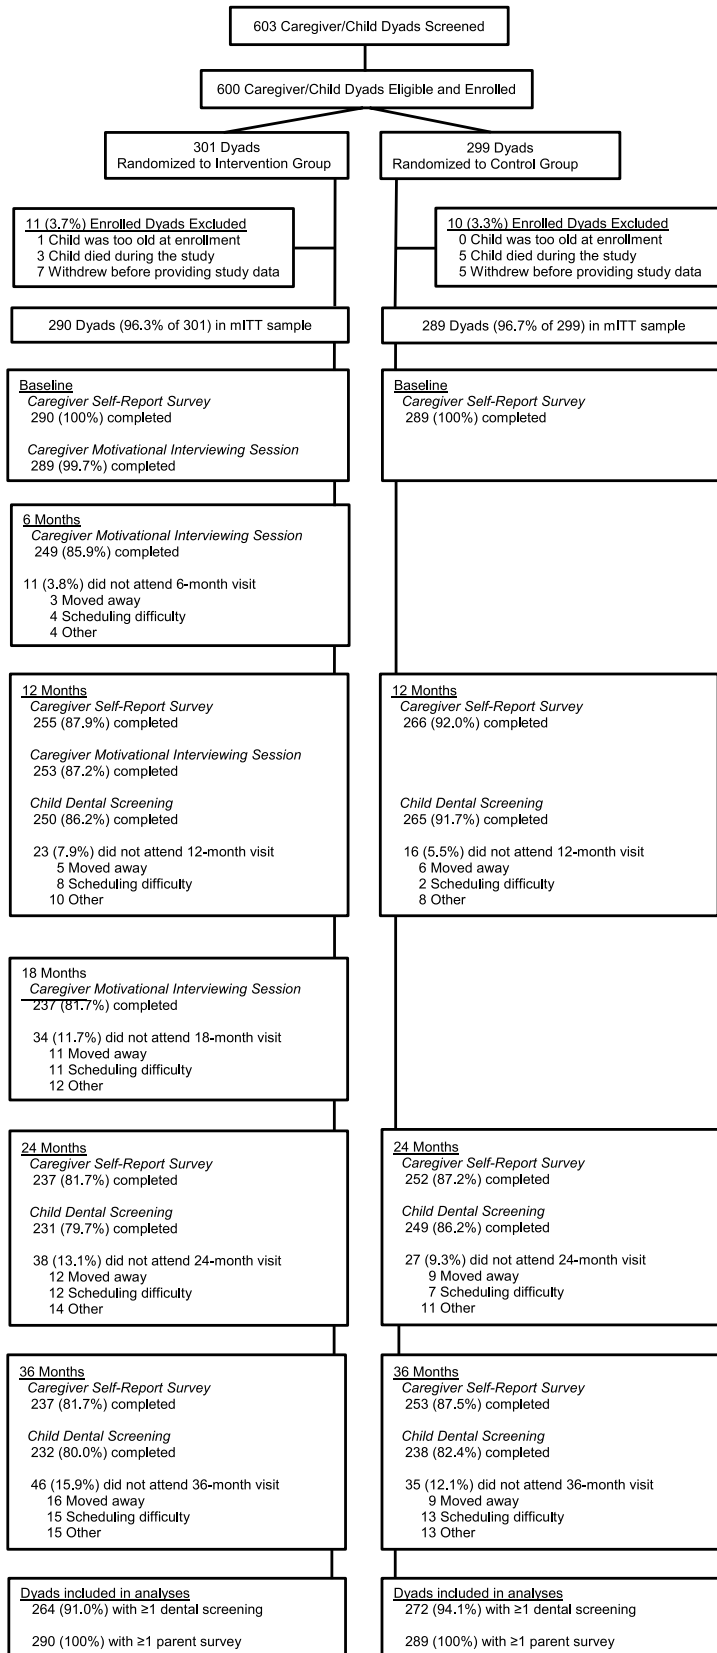 603 Caregiver/Child Dyads Screened
600 Caregiver/Child Dyads Eligible and Enrolled
301 Dyads
Randomized to Intervention Group
299 Dyads
Randomized to Control Group
11 (3.7%) Enrolled Dyads Excluded
1 Child was too old at enrollment
3 Child died during the study
7 Withdrew before providing study data
10 (3.3%) Enrolled Dyads Excluded
0 Child was too old at enrollment
5 Child died during the study
5 Withdrew before providing study data
290 Dyads (96.3% of 301) in mITT sample
289 Dyads (96.7% of 299) in mITT sample
Baseline
Caregiver Self-Report Survey
290 (100%) completed
Caregiver Motivational Interviewing Session
289 (99.7%) completed
Baseline
Caregiver Self-Report Survey
289 (100%) completed
6 Months
Caregiver Motivational Interviewing Session
249 (85.9%) completed
11 (3.8%) did not attend 6-month visit
3 Moved away
4 Scheduling difficulty
4 Other
12 Months
Caregiver Self-Report Survey
255 (87.9%) completed
Caregiver Motivational Interviewing Session
253 (87.2%) completed
Child Dental Screening
250 (86.2%) completed
23 (7.9%) did not attend 12-month visit
5 Moved away
8 Scheduling difficulty
10 Other
12 Months
Caregiver Self-Report Survey
266 (92.0%) completed
Child Dental Screening
265 (91.7%) completed
16 (5.5%) did not attend 12-month visit
6 Moved away
2 Scheduling difficulty
8 Other
18 Months
Caregiver Motivational Interviewing Session
237 (81.7%) completed
34 (11.7%) did not attend 18-month visit
11 Moved away
11 Scheduling difficulty
12 Other
24 Months
Caregiver Self-Report Survey
237 (81.7%) completed
Child Dental Screening
231 (79.7%) completed
38 (13.1%) did not attend 24-month visit
12 Moved away
12 Scheduling difficulty
14 Other
24 Months
Caregiver Self-Report Survey
252 (87.2%) completed
Child Dental Screening
249 (86.2%) completed
27 (9.3%) did not attend 24-month visit
9 Moved away
7 Scheduling difficulty
11 Other
36 Months
Caregiver Self-Report Survey
237 (81.7%) completed
Child Dental Screening
232 (80.0%) completed
46 (15.9%) did not attend 36-month visit
16 Moved away
15 Scheduling difficulty
15 Other
36 Months
Caregiver Self-Report Survey
253 (87.5%) completed
Child Dental Screening
238 (82.4%) completed
35 (12.1%) did not attend 36-month visit
9 Moved away
13 Scheduling difficulty
13 Other
Dyads included in analyses
264 (91.0%) with ≥1 dental screening
290 (100%) with ≥1 parent survey
Dyads included in analyses
272 (94.1%) with ≥1 dental screening
289 (100%) with ≥1 parent survey